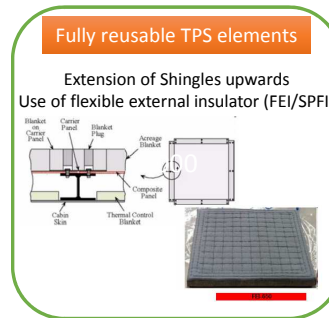 Fully reusable TPS elements
Extension of Shingles upwards
Use of flexible external insulator (FEI/SPFI
Blanket
on
Carrier
Panel
Carrier
Panel
Blanket
Plug
Acreage
Blanket
Composite
Panel
Cabin
Skin
Thermal Control
Blanket